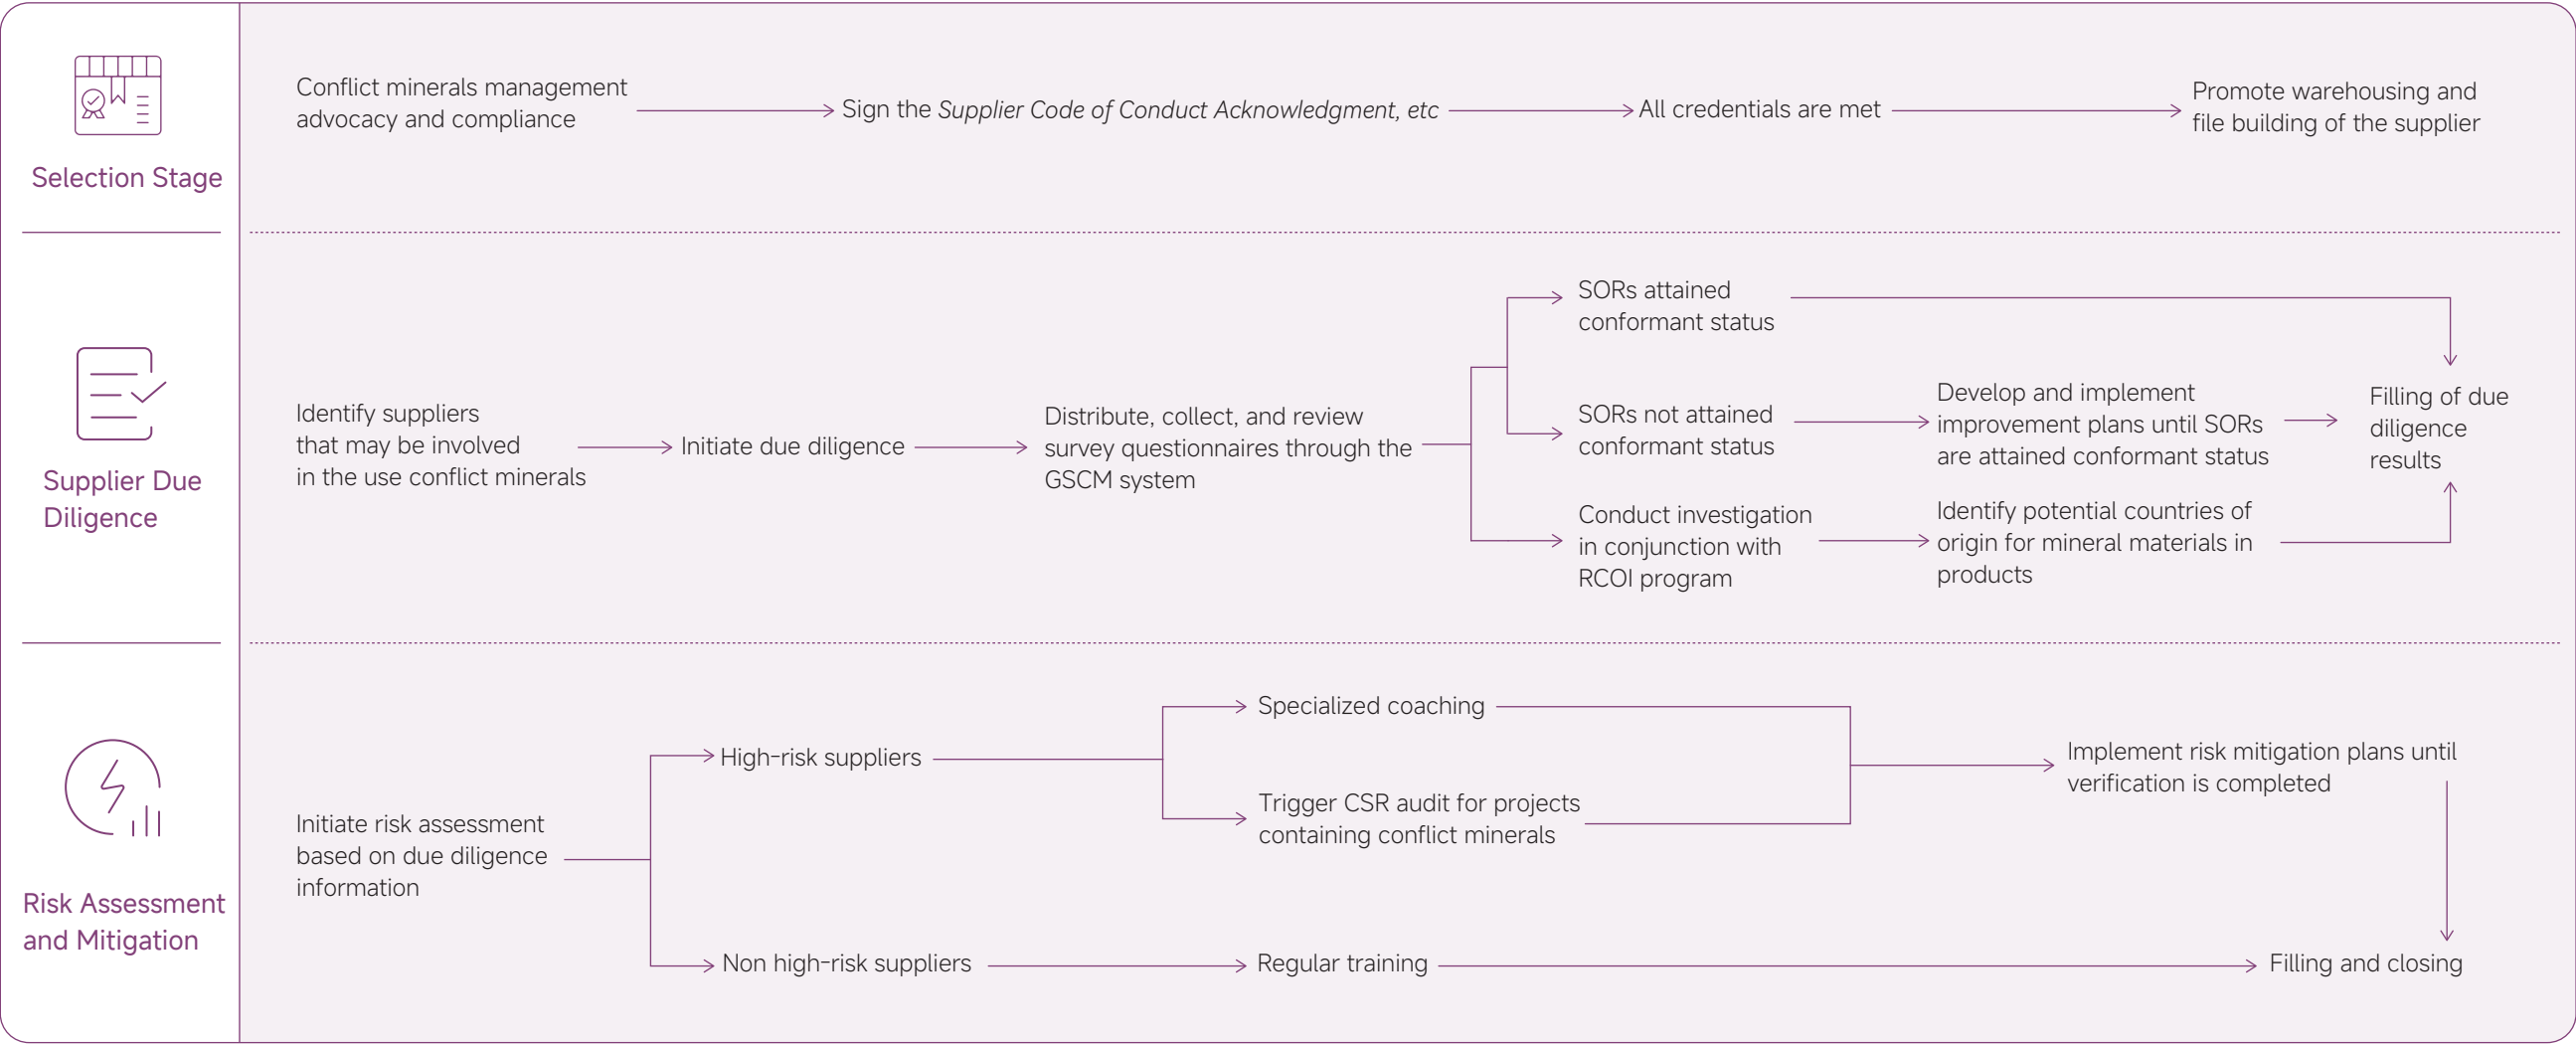 Selection Stage
Conflict minerals management
advocacy and compliance
Sign the Supplier Code of Conduct Acknowledgment, etc
All credentials are met
Promote warehousing and
file building of the supplier
Supplier Due
Diligence
Identify suppliers
that may be involved
in the use conflict minerals
Initiate due diligence
Distribute, collect, and review
survey questionnaires through the
GSCM system
SORs attained
conformant status
SORs not attained
conformant status
Develop and implement
improvement plans until SORs
are attained conformant status
Conduct investigation
in conjunction with
RCOI program
Identify potential countries of
origin for mineral materials in
products
Filling of due
diligence
results
Risk Assessment
and Mitigation
Initiate risk assessment
based on due diligence
information
High-risk suppliers
Specialized coaching
Trigger CSR audit for projects
containing conflict minerals
Implement risk mitigation plans until
verification is completed
Non high-risk suppliers
Regular training
Filling and closing